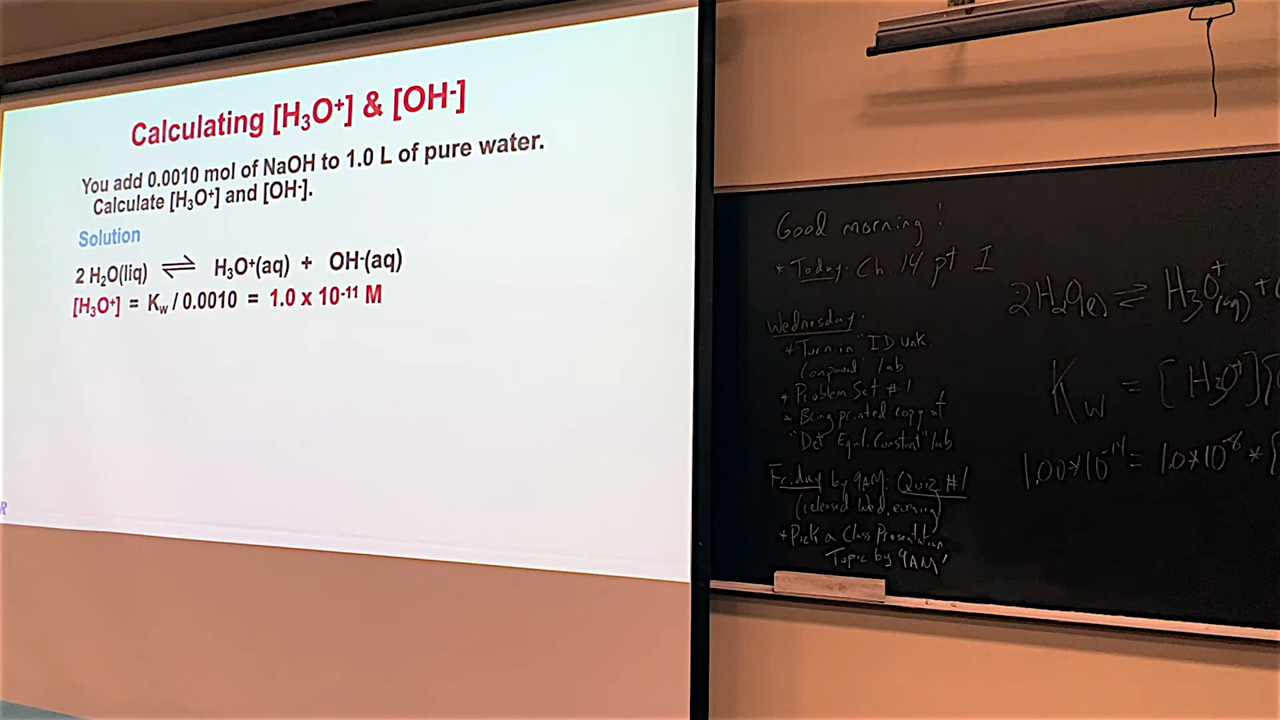 Calculating [H₃O⁺] & [OH-]
You add 0.0010 mol of NaOH to 1.0 L of pure water.
Calculate [H₃O⁺] and [OH-].
Solution
2 H₂O(liq) ⇌ H₃O⁺(aq) + OH-(aq)
[H₃O⁺] = Kw / 0.0010 = 1.0 x 10⁻¹¹ M
R
Good morning!
* Today: Ch. 14 pt I
Wednesday:
* Turn in "ID Unk
Compound" lab
* Problem Set #1
* Bring printed copy of
"Det Equil. Constant" lab
Friday by 9AM: Quiz #1
(released Wed. evening)
* Pick a Class Presentation
Topic by 9AM
2H₂O(l) ⇌ H₃O⁺(aq) +
Kw = [H₃O⁺][
1.00*10⁻¹⁴ = 1.0*10⁻⁸ * [